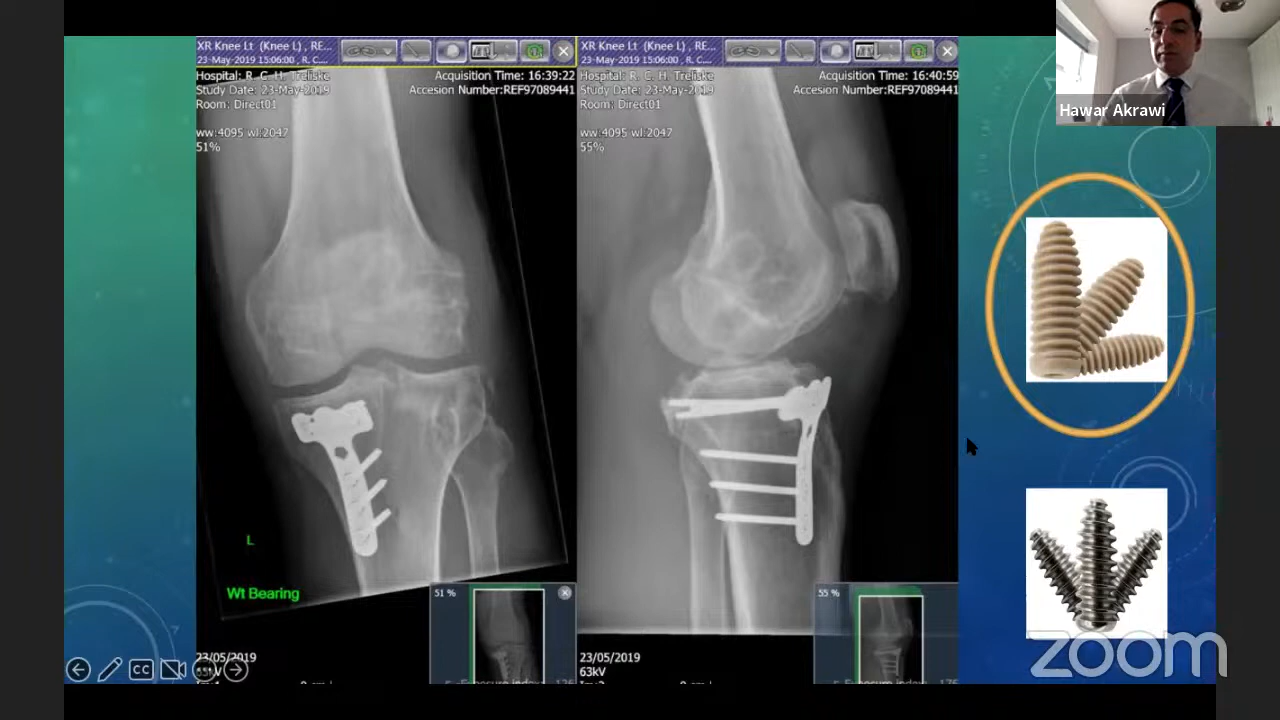 XR Knee Lt (Knee L) , RE...
23-May-2019 15:06:00 , R. C....
Hospital: R. C. H. Treliske
Study Date: 23-May-2019
Room: Direct01
Acquisition Time: 16:39:22
Accesion Number:REF97089441
ww:4095 wl:2047
51%
L
Wt Bearing
51 %
23/05/2019
XR Knee Lt (Knee L) , RE...
23-May-2019 15:06:00 , R. C....
Hospital: R. C. H. Treliske
Study Date: 23-May-2019
Room: Direct01
Acquisition Time: 16:40:59
Accesion Number:REF97089441
ww:4095 wl:2047
55%
55 %
23/05/2019
63kV
Hawar Akrawi
CC
zoom